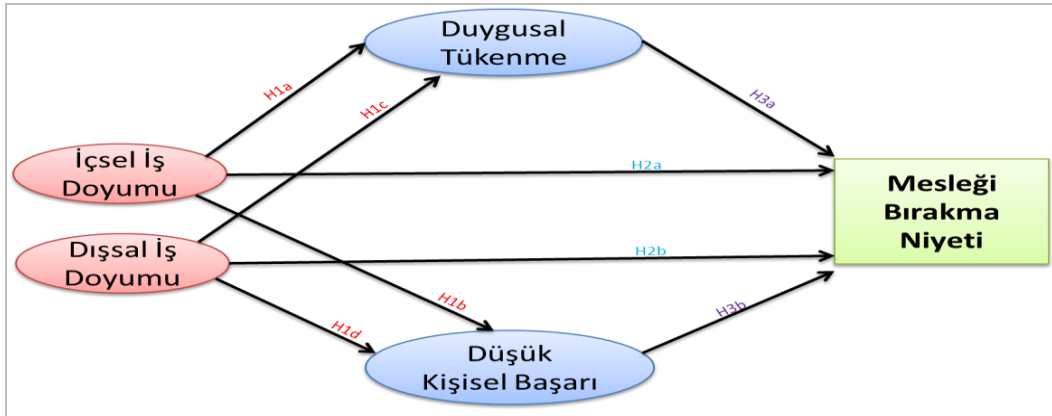 Duygusal
Tükenme
H1a
H1c
H3a
İçsel İş
Doyumu
H2a
Mesleği
Bırakma
Niyeti
Dışsal İş
Doyumu
H2b
H1b
H1d
H3b
Düşük
Kişisel Başarı